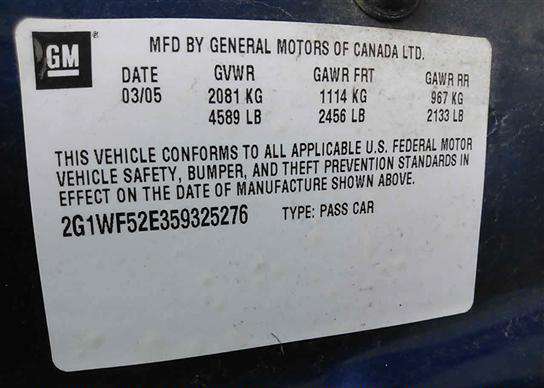 GM
MFD BY GENERAL MOTORS OF CANADA LTD.
DATE GVWR GAWR FRT GAWR RR
03/05 2081 KG 1114 KG 967 KG
4589 LB 2456 LB 2133 LB
THIS VEHICLE CONFORMS TO ALL APPLICABLE U.S. FEDERAL MOTOR
VEHICLE SAFETY, BUMPER, AND THEFT PREVENTION STANDARDS IN
EFFECT ON THE DATE OF MANUFACTURE SHOWN ABOVE.
2G1WF52E359325276 TYPE: PASS CAR